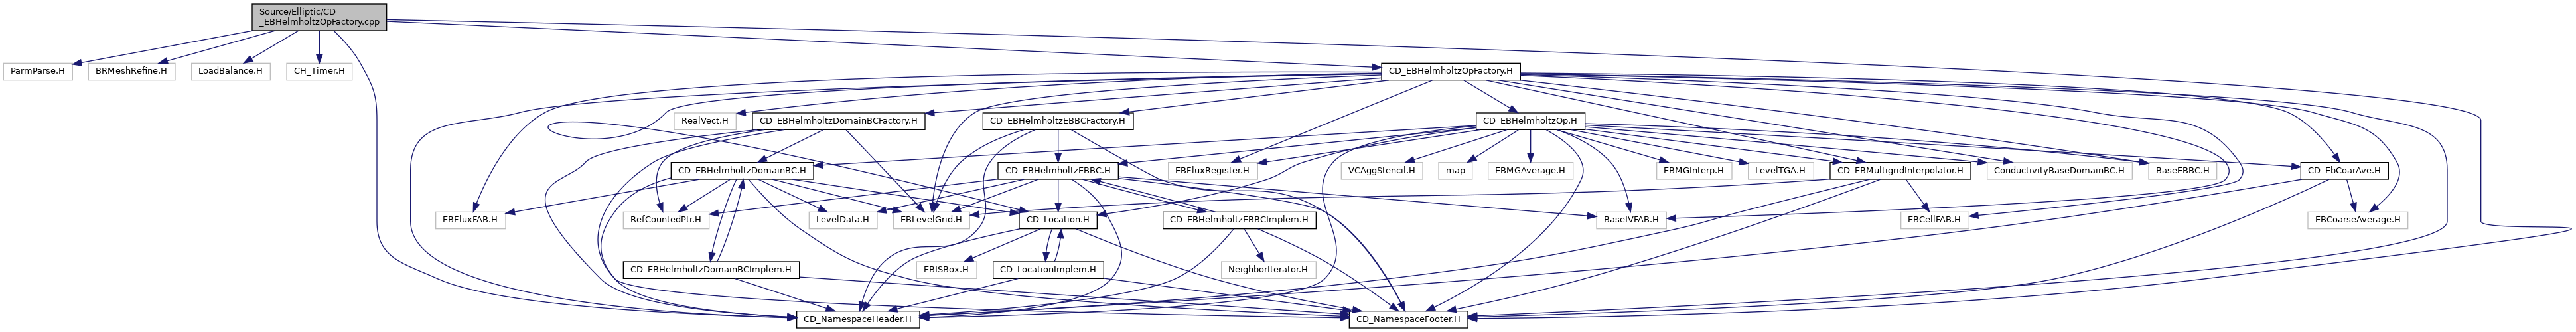 Source/Elliptic/CD
_EBHelmholtzOpFactory.cpp
ParmParse.H
BRMeshRefine.H
LoadBalance.H
CH_Timer.H
CD_EBHelmholtzOpFactory.H
RealVect.H
CD_EBHelmholtzDomainBCFactory.H
CD_EBHelmholtzEBBCFactory.H
CD_EBHelmholtzOp.H
CD_EBHelmholtzDomainBC.H
CD_EBHelmholtzEBBC.H
EBFluxRegister.H
VCAggStencil.H
map
EBMGAverage.H
EBMGInterp.H
LevelTGA.H
CD_EBMultigridInterpolator.H
ConductivityBaseDomainBC.H
BaseEBBC.H
CD_EbCoarAve.H
EBFluxFAB.H
RefCountedPtr.H
LevelData.H
EBLevelGrid.H
CD_Location.H
CD_EBHelmholtzEBBCImplem.H
BaseIVFAB.H
EBCellFAB.H
EBCoarseAverage.H
CD_EBHelmholtzDomainBCImplem.H
EBISBox.H
CD_LocationImplem.H
NeighborIterator.H
CD_NamespaceHeader.H
CD_NamespaceFooter.H